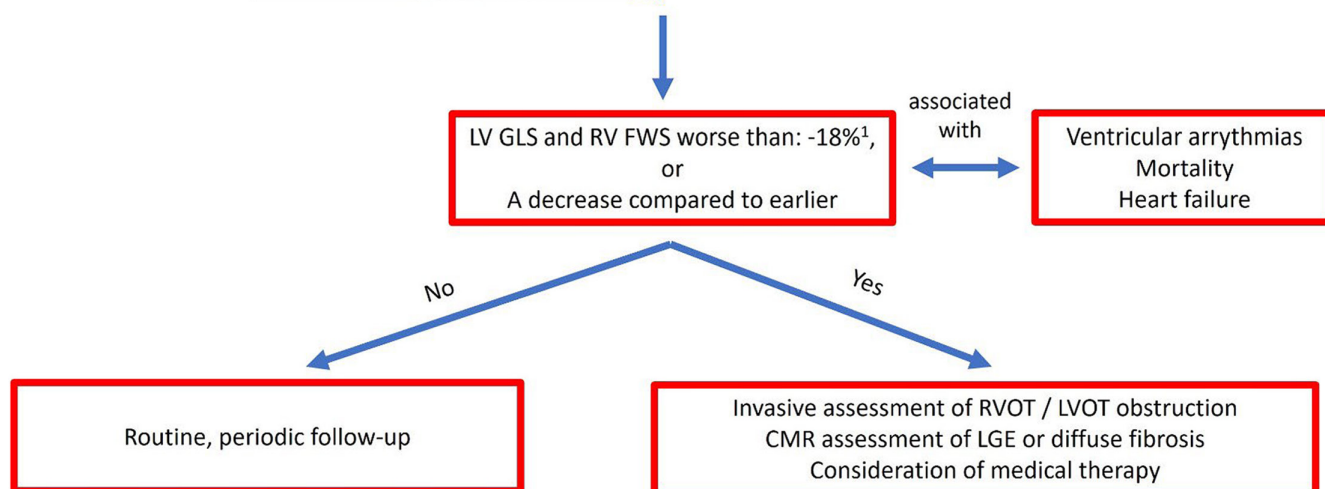 associated
with
LV GLS and RV FWS worse than: -18%¹,
or
A decrease compared to earlier
Ventricular arrythmias
Mortality
Heart failure
No
Yes
Routine, periodic follow-up
Invasive assessment of RVOT / LVOT obstruction
CMR assessment of LGE or diffuse fibrosis
Consideration of medical therapy